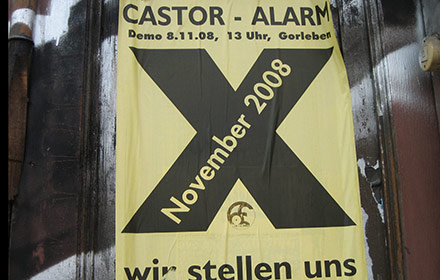 CASTOR - ALARM
Demo 8.11.08, 13 Uhr, Gorleben
November 2008
wir stellen uns